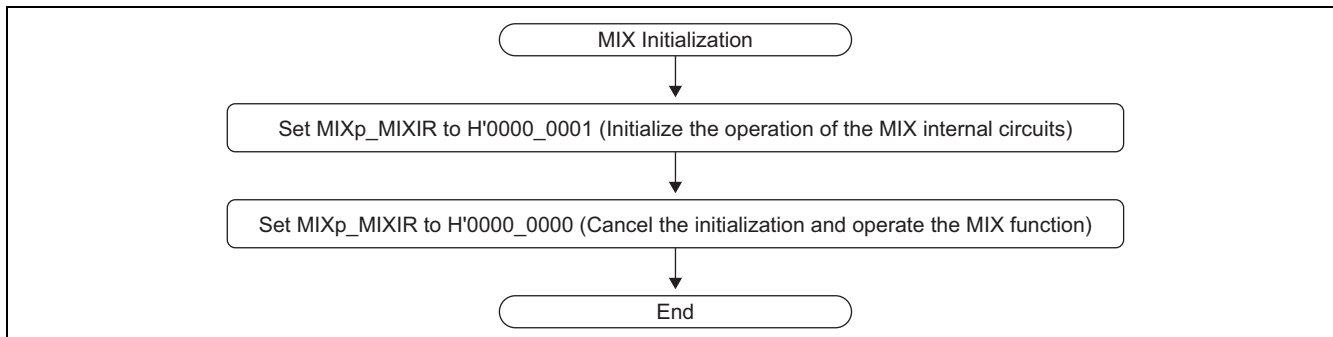 MIX Initialization
Set MIXp_MIXIR to H'0000_0001 (Initialize the operation of the MIX internal circuits)
Set MIXp_MIXIR to H'0000_0000 (Cancel the initialization and operate the MIX function)
End